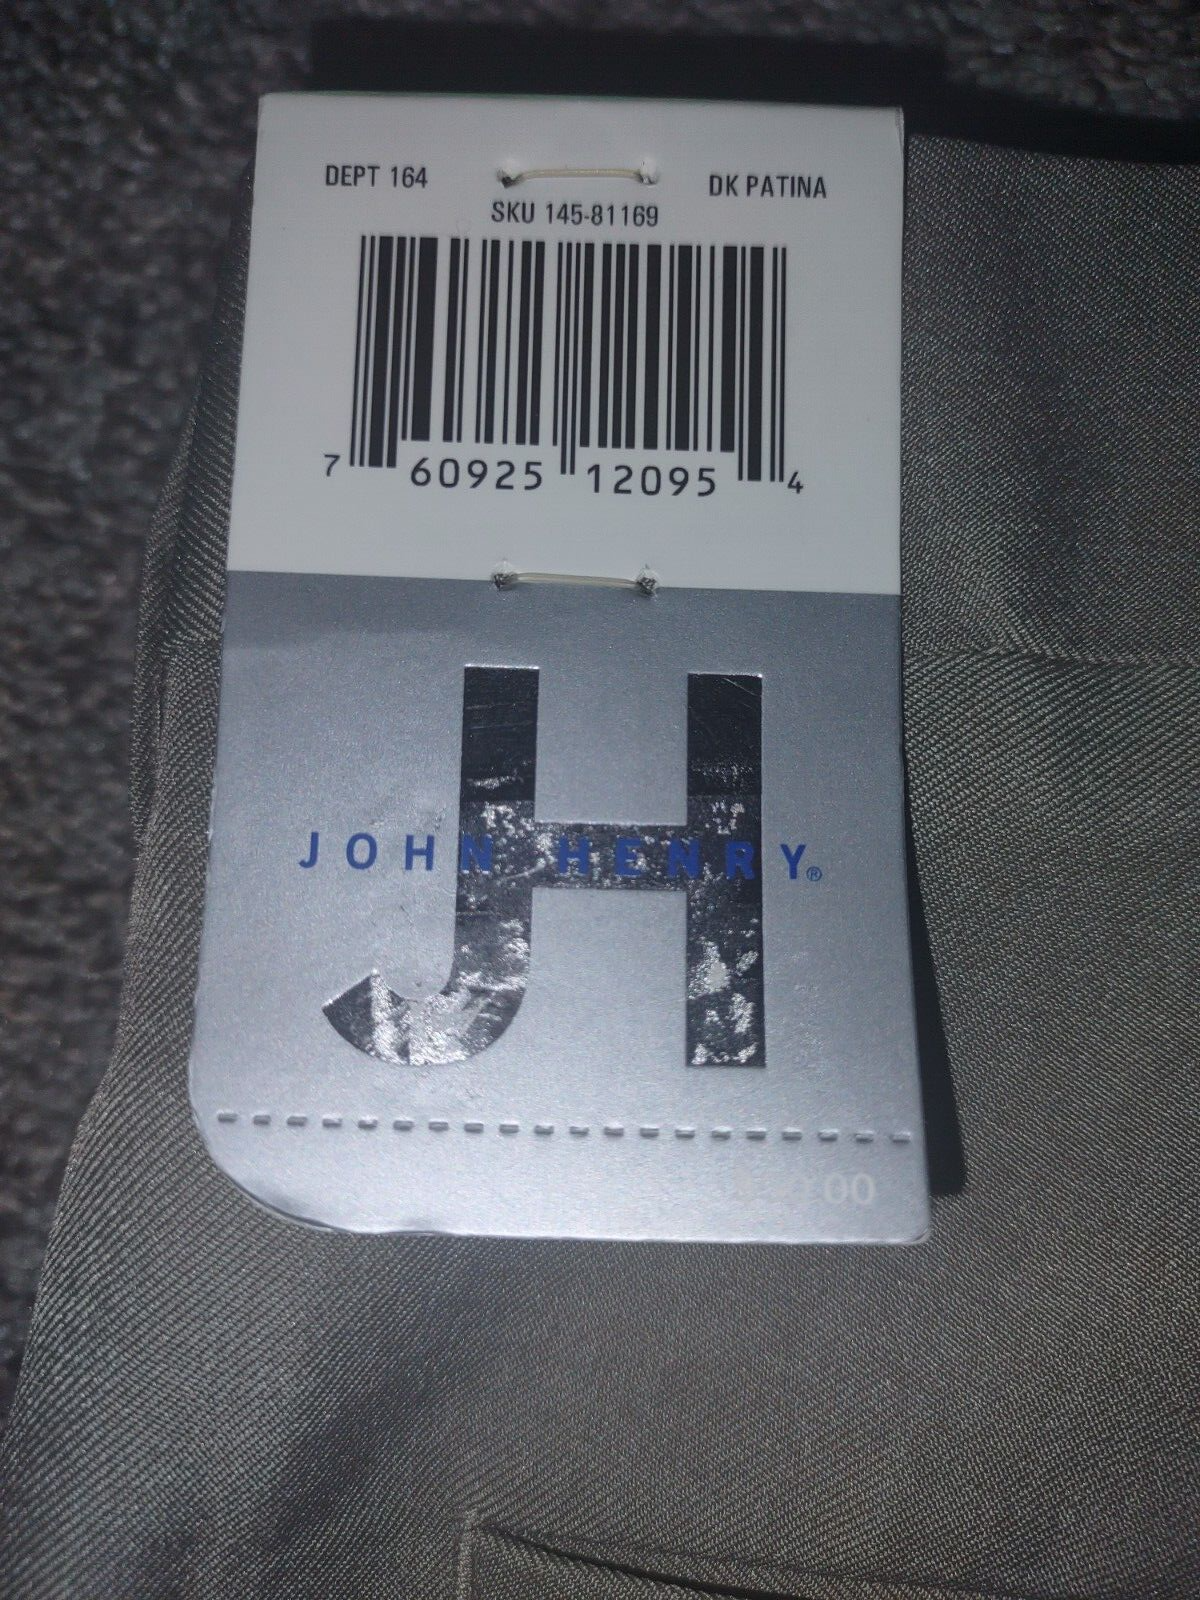 DEPT 164
DK PATINA
SKU 145-81169
7 60925 12095 4
JH
JOHN HENRY®